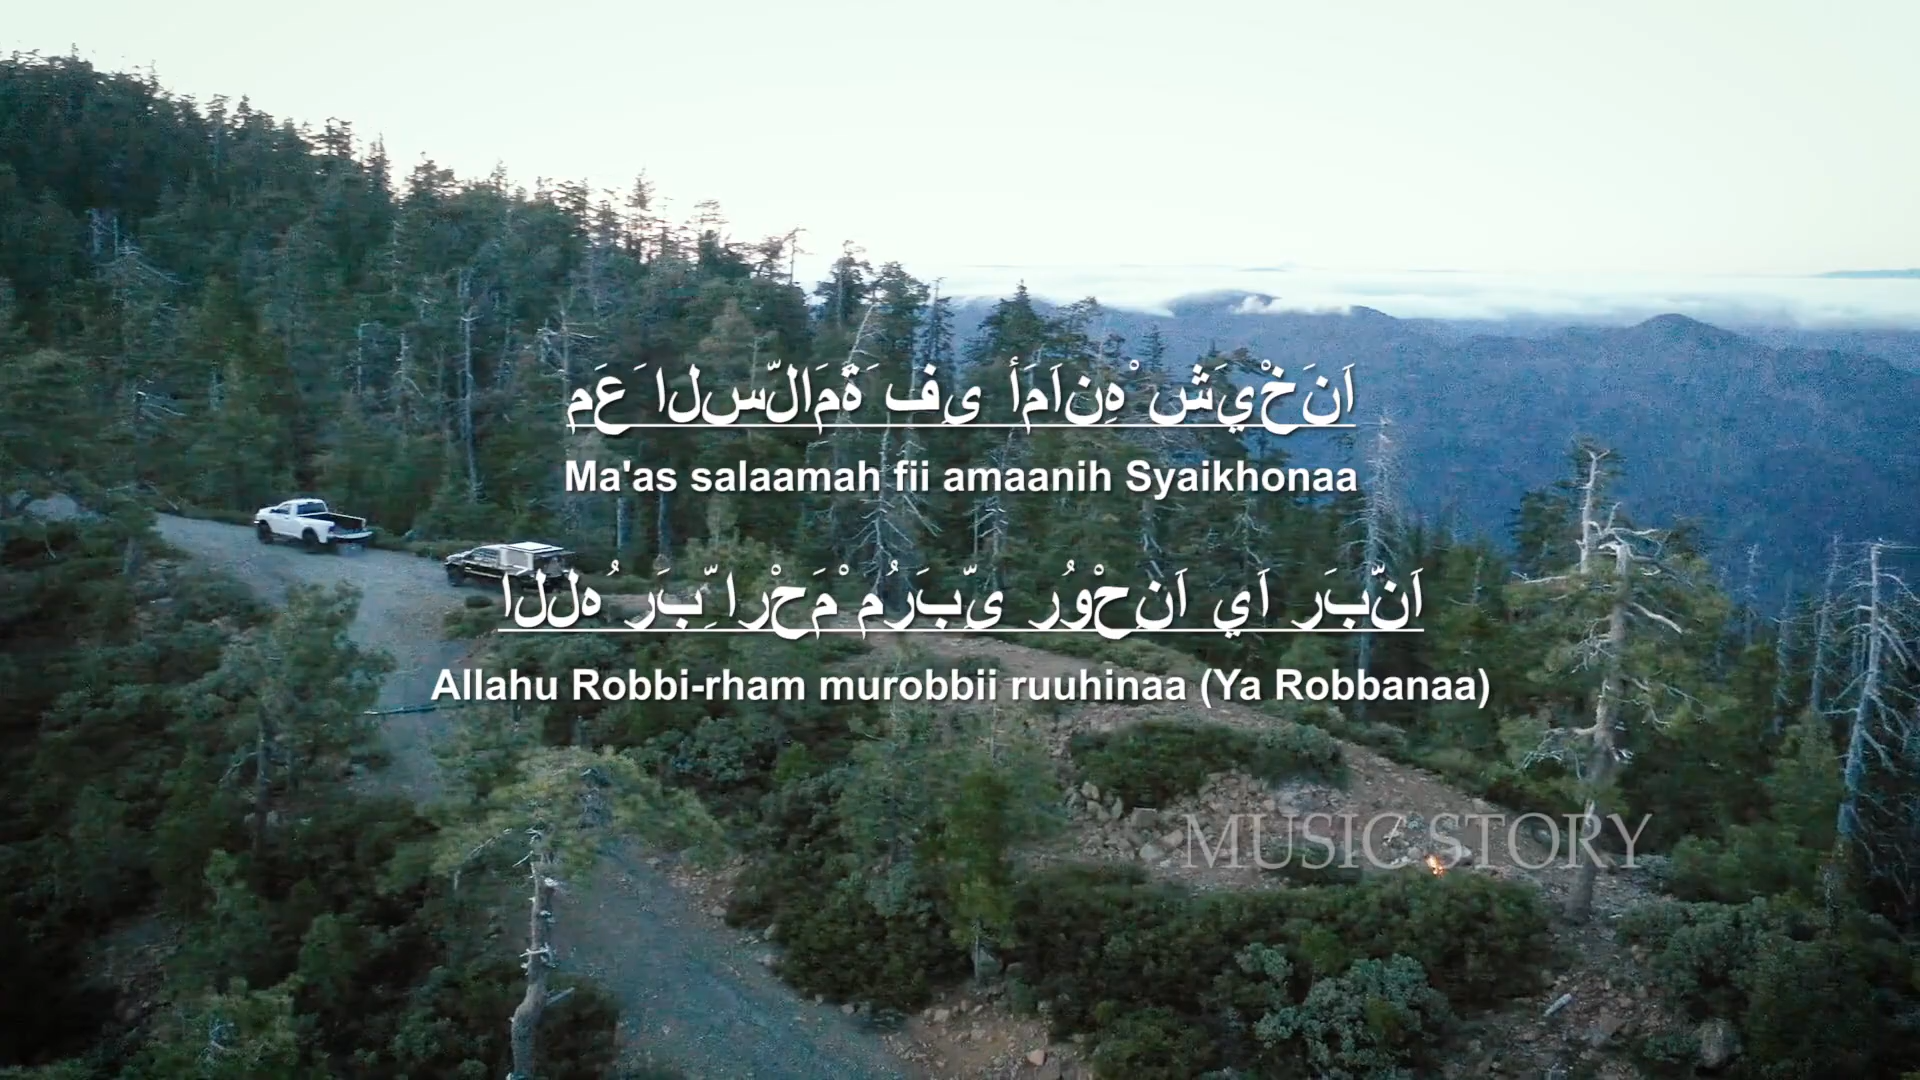 مَعَ السَّلَامَةَ فِى أَمَانِهْ شَيْخَنَا
Ma'as salaamah fii amaanih Syaikhonaa
اللهُ رَبِّ ارْحَمْ مُرَبِّى رُوْحِنَا يَا رَبَّنَا
Allahu Robbi-rham murobbii ruuhinaa (Ya Robbanaa)
MUSIC STORY